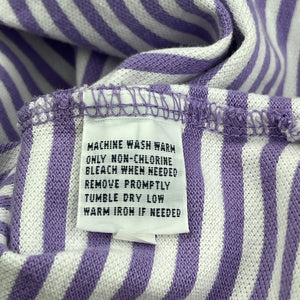 MACHINE WASH WARM
ONLY NON-CHLORINE
BLEACH WHEN NEEDED
REMOVE PROMPTLY
TUMBLE DRY LOW
WARM IRON IF NEEDED